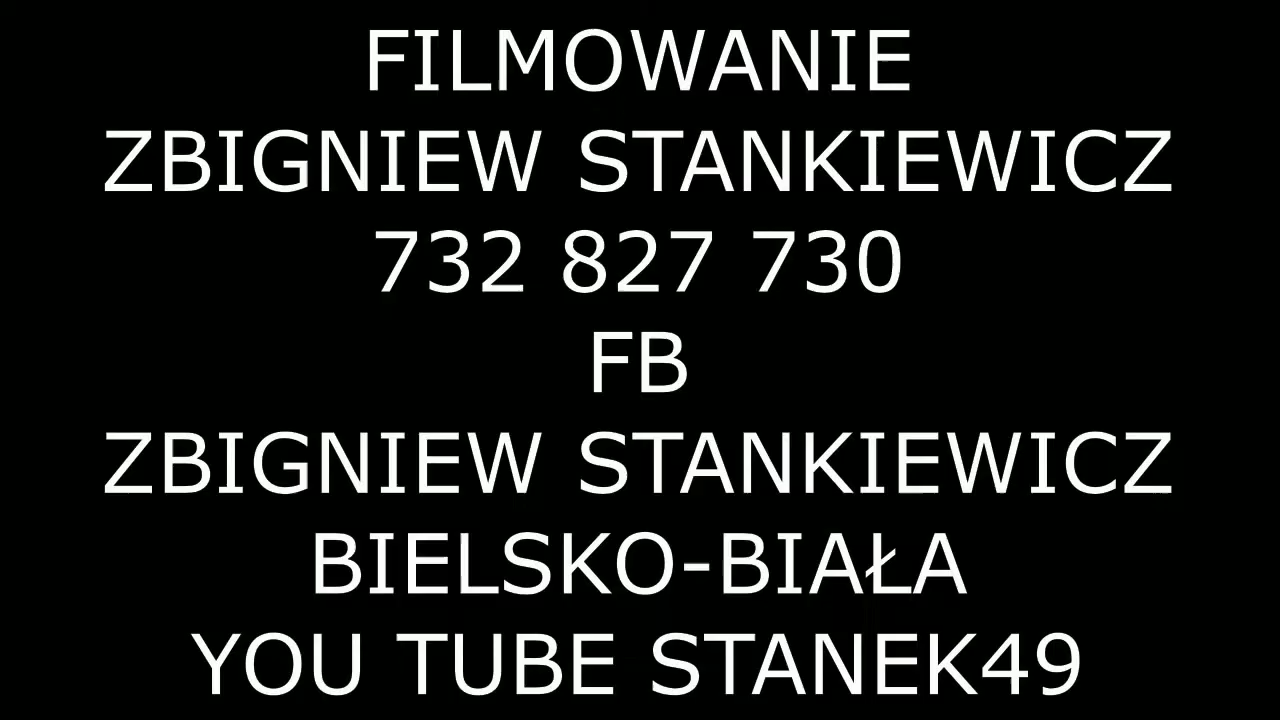 FILMOWANIE
ZBIGNIEW STANKIEWICZ
732 827 730
FB
ZBIGNIEW STANKIEWICZ
BIELSKO-BIAŁA
YOU TUBE STANEK49